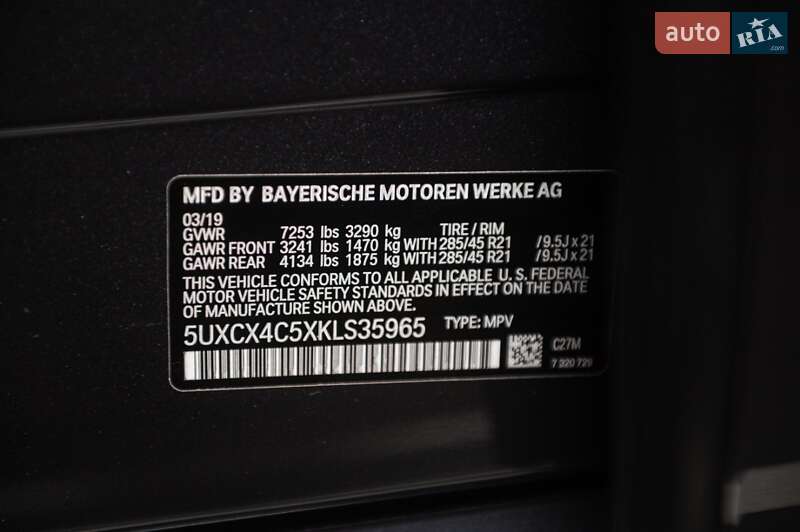 auto RIA
.com
MFD BY BAYERISCHE MOTOREN WERKE AG
03/19
GVWR 7253 lbs 3290 kg TIRE / RIM
GAWR FRONT 3241 lbs 1470 kg WITH 285/45 R21 /9.5J x 21
GAWR REAR 4134 lbs 1875 kg WITH 285/45 R21 /9.5J x 21
THIS VEHICLE CONFORMS TO ALL APPLICABLE U. S. FEDERAL
MOTOR VEHICLE SAFETY STANDARDS IN EFFECT ON THE DATE
OF MANUFACTURE SHOWN ABOVE.
5UXCX4C5XKLS35965 TYPE: MPV
C27M
7 320 729